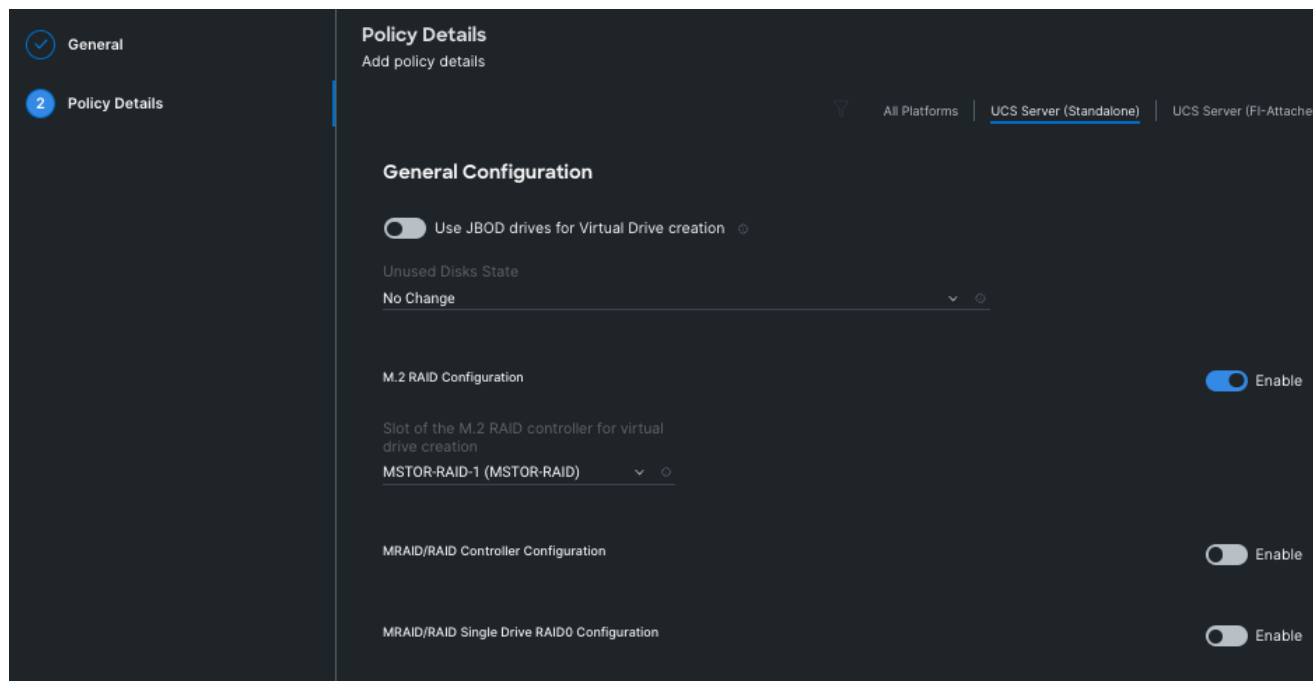 General
2
Policy Details
Policy Details
Add policy details
All Platforms
UCS Server (Standalone)
UCS Server (FI-Attache
General Configuration
Use JBOD drives for Virtual Drive creation
Unused Disks State
No Change
M.2 RAID Configuration
Enable
Slot of the M.2 RAID controller for virtual
drive creation
MSTOR-RAID-1 (MSTOR-RAID)
MRAID/RAID Controller Configuration
Enable
MRAID/RAID Single Drive RAID0 Configuration
Enable